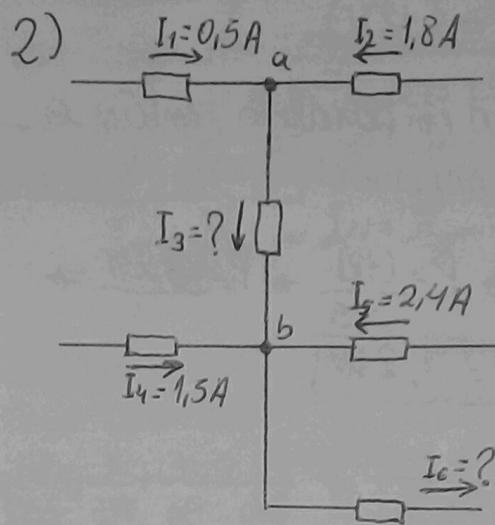 2)
I₁=0,5A
I₂=1,8A
a
I₃=?
b
I₅=2,4A
I₄=1,5A
I₆=?